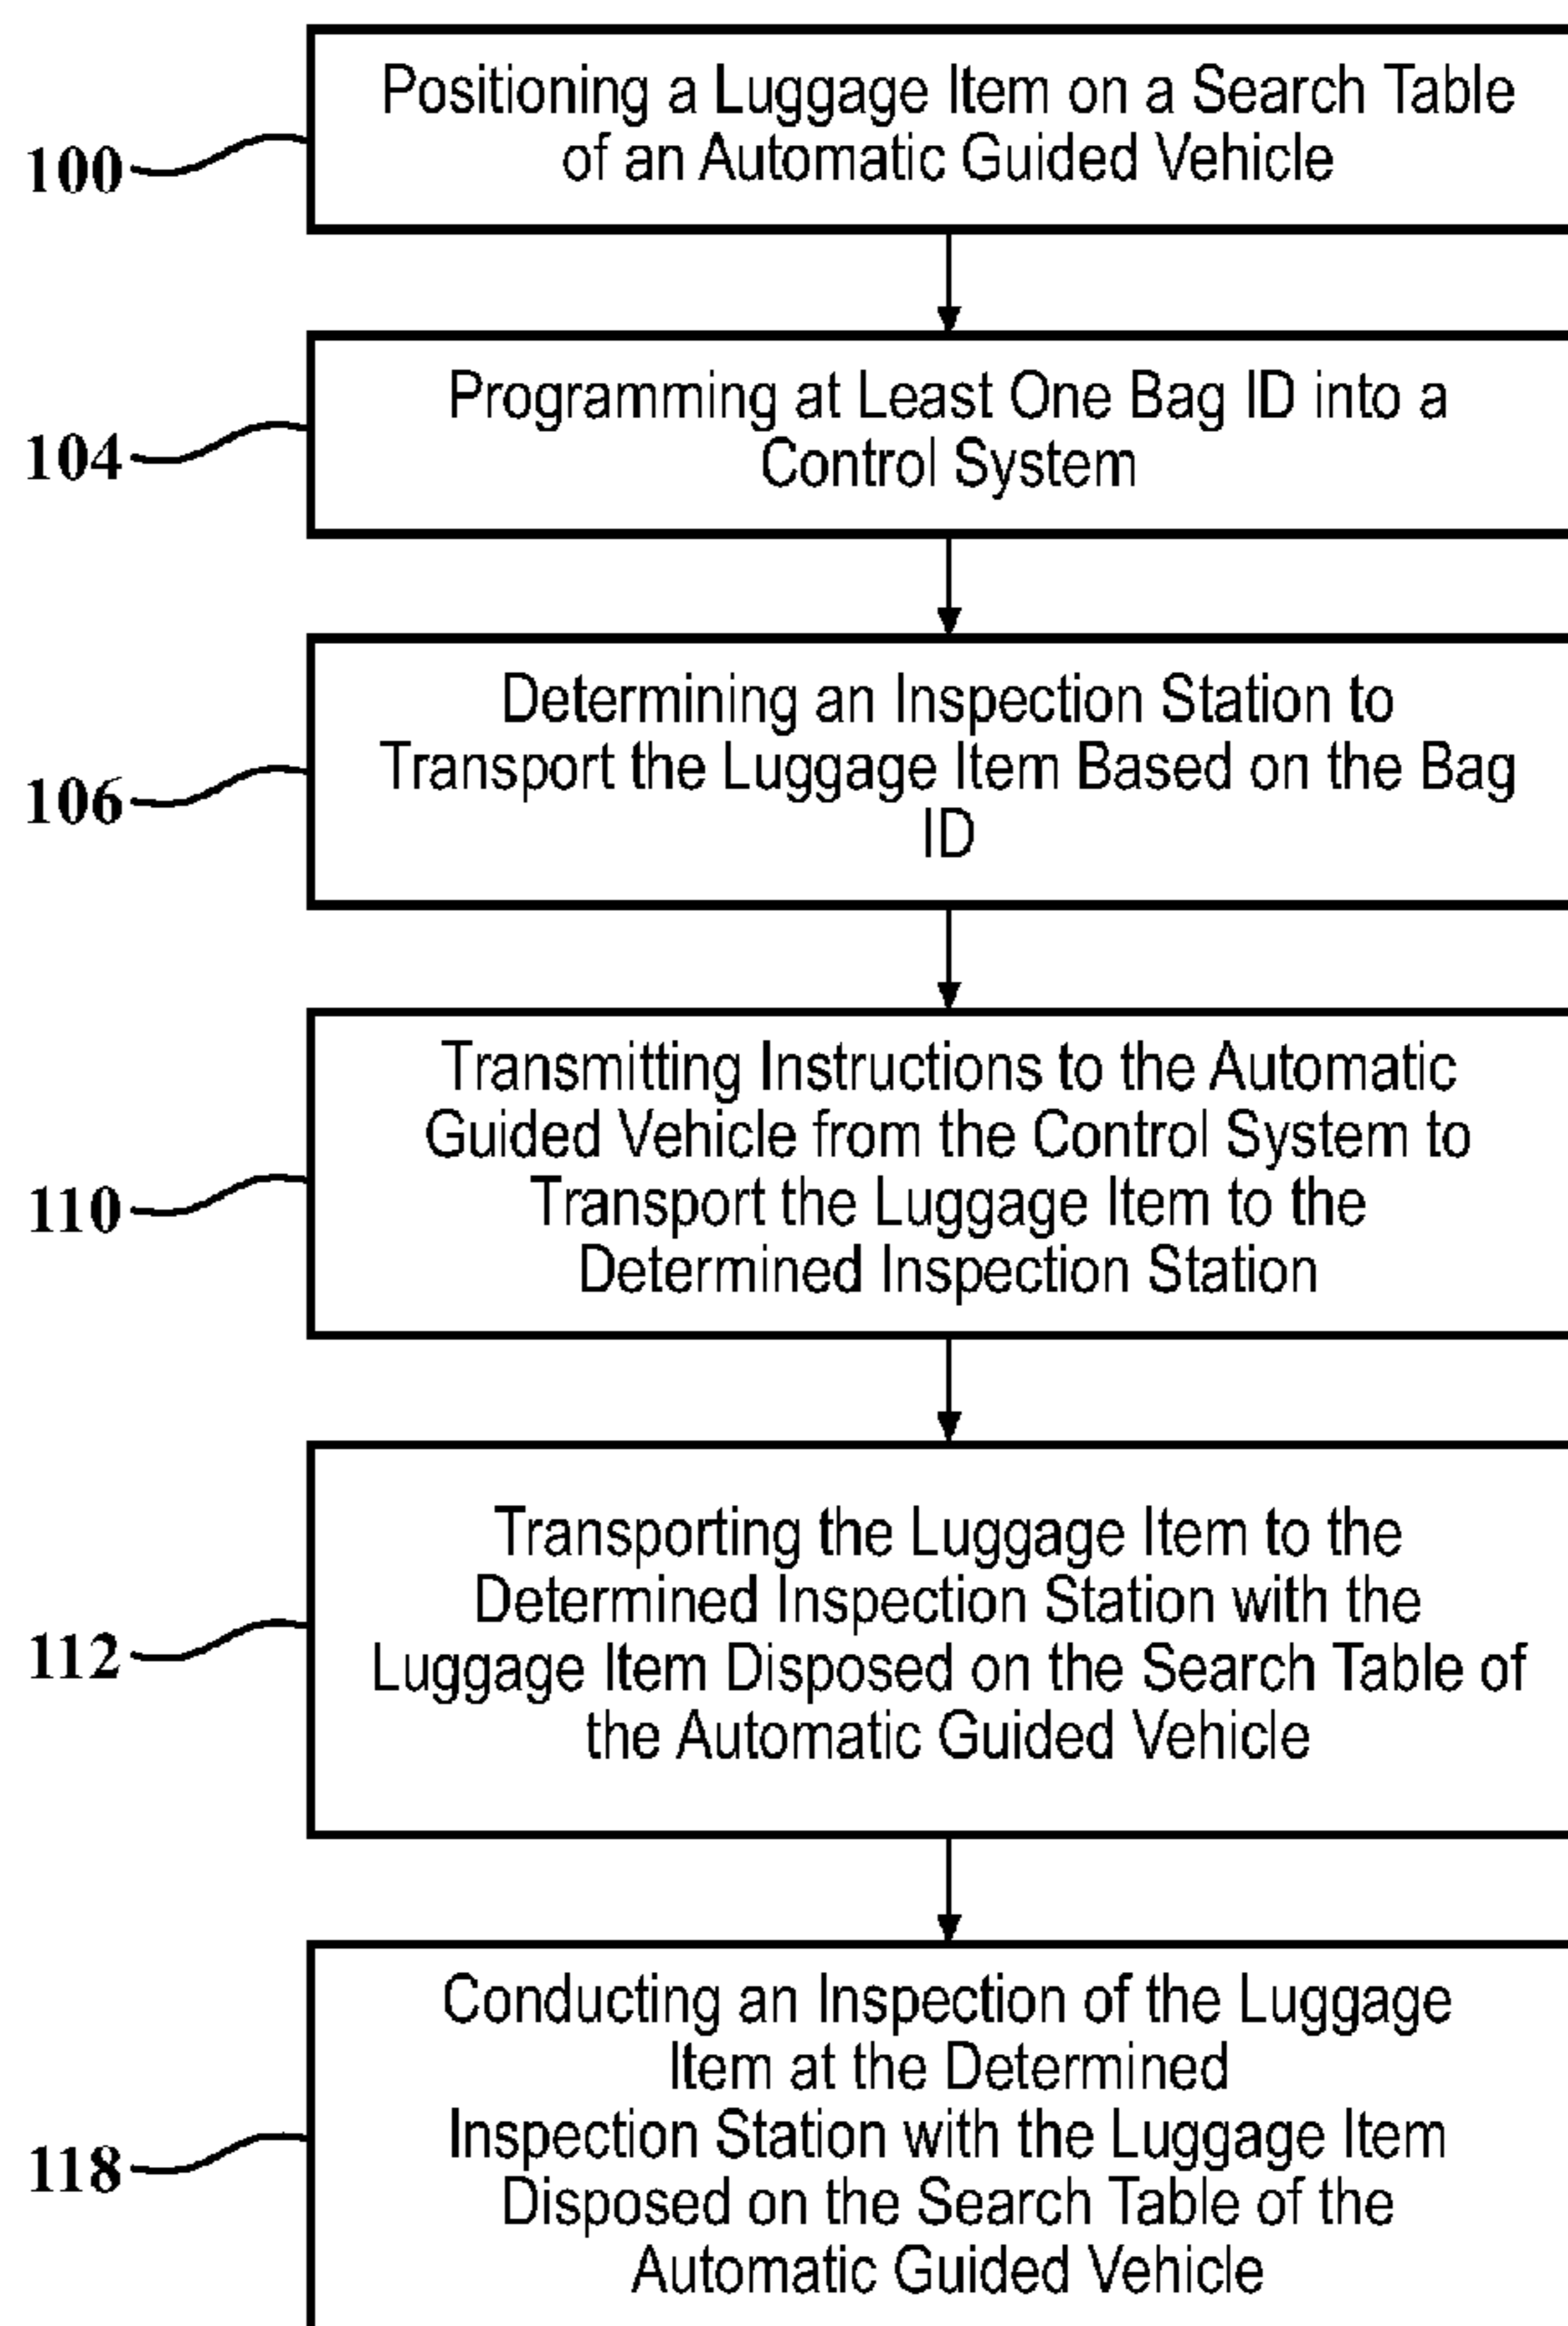 Positioning a Luggage Item on a Search Table
of an Automatic Guided Vehicle
100
Programming at Least One Bag ID into a
Control System
104
Determining an Inspection Station to
Transport the Luggage Item Based on the Bag
ID
106
Transmitting Instructions to the Automatic
Guided Vehicle from the Control System to
Transport the Luggage Item to the
Determined Inspection Station
110
Transporting the Luggage Item to the
Determined Inspection Station with the
Luggage Item Disposed on the Search Table of
the Automatic Guided Vehicle
112
Conducting an Inspection of the Luggage
Item at the Determined
Inspection Station with the Luggage Item
Disposed on the Search Table of the
Automatic Guided Vehicle
118